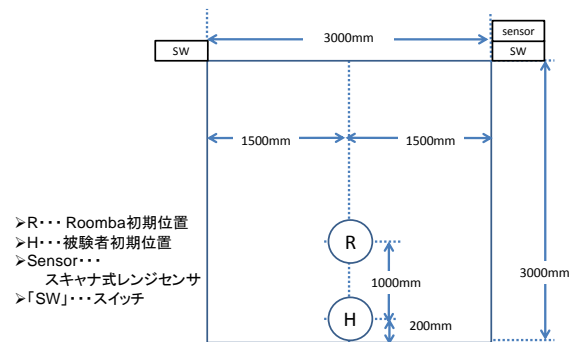 sensor
3000mm
SW
SW
1500mm
1500mm
➢R・・・ Roomba初期位置
➢H・・・被験者初期位置
➢Sensor・・・
スキャナ式レンジセンサ
➢「SW」・・・スイッチ
R
1000mm
3000mm
H
200mm